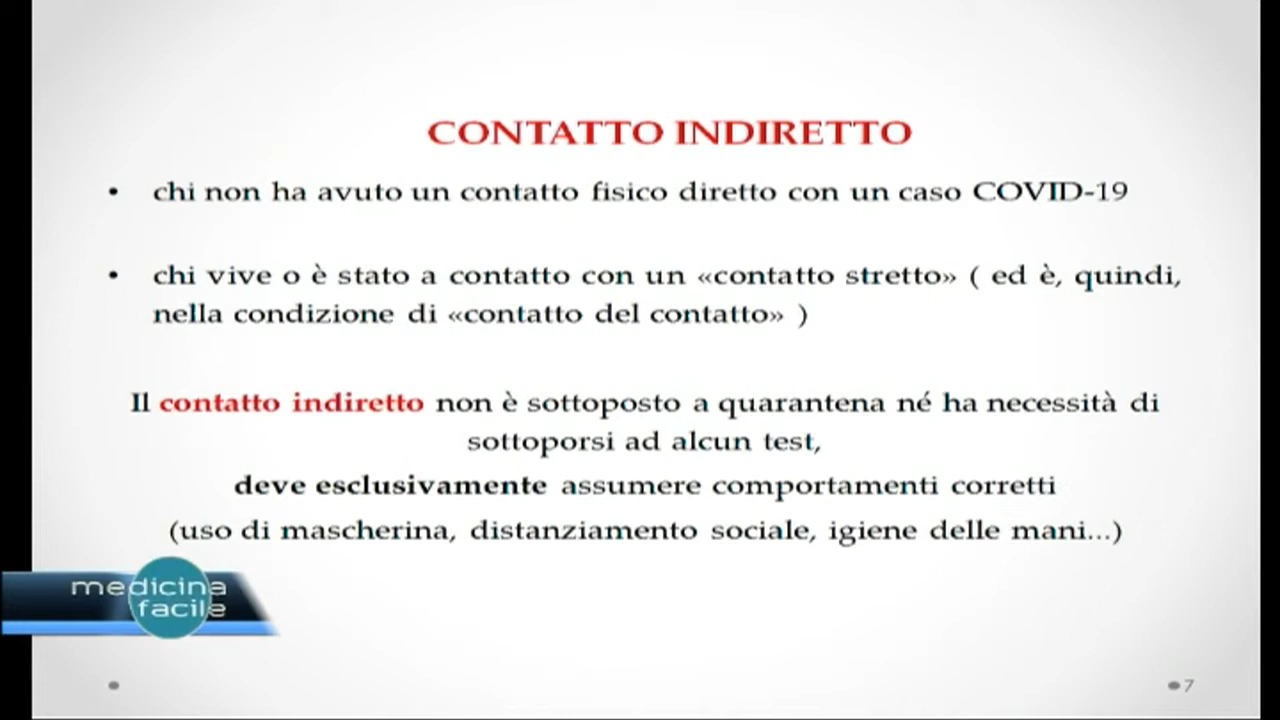 CONTATTO INDIRETTO
• chi non ha avuto un contatto fisico diretto con un caso COVID-19
• chi vive o è stato a contatto con un «contatto stretto» ( ed è, quindi,
nella condizione di «contatto del contatto» )
Il contatto indiretto non è sottoposto a quarantena né ha necessità di
sottoporsi ad alcun test,
deve esclusivamente assumere comportamenti corretti
(uso di mascherina, distanziamento sociale, igiene delle mani...)
medicina
facile
7